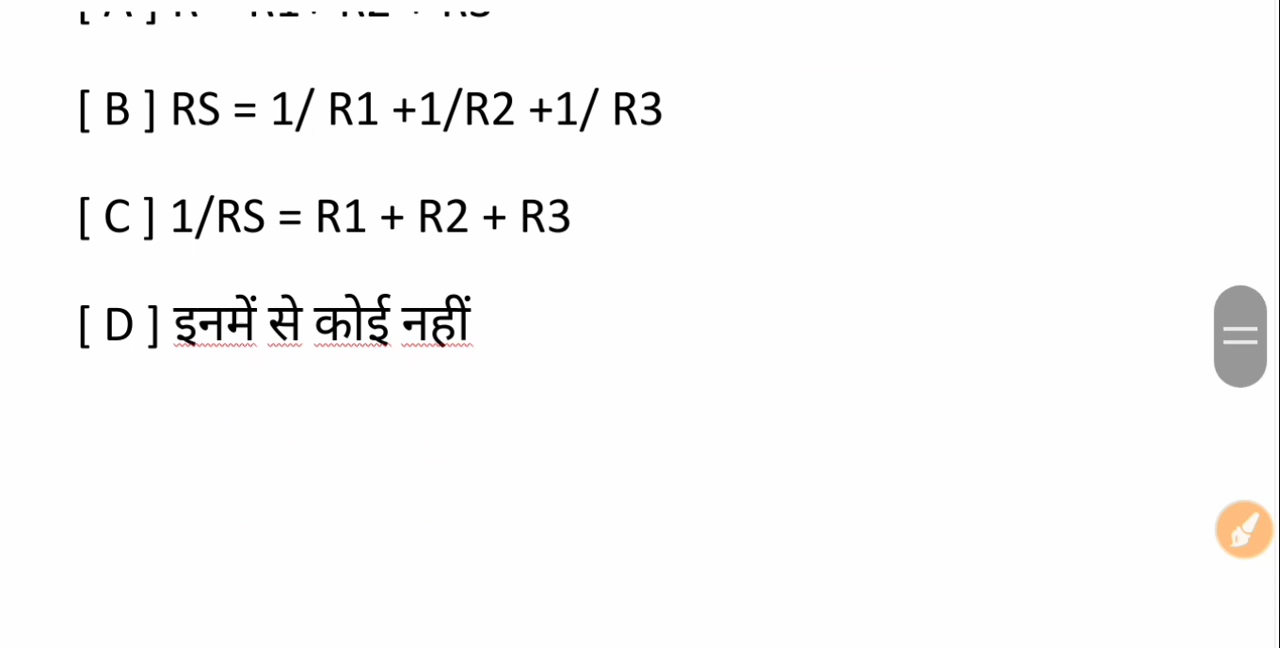 [ B ] RS = 1/ R1 +1/R2 +1/ R3
[ C ] 1/RS = R1 + R2 + R3
[ D ] इनमें से कोई नहीं